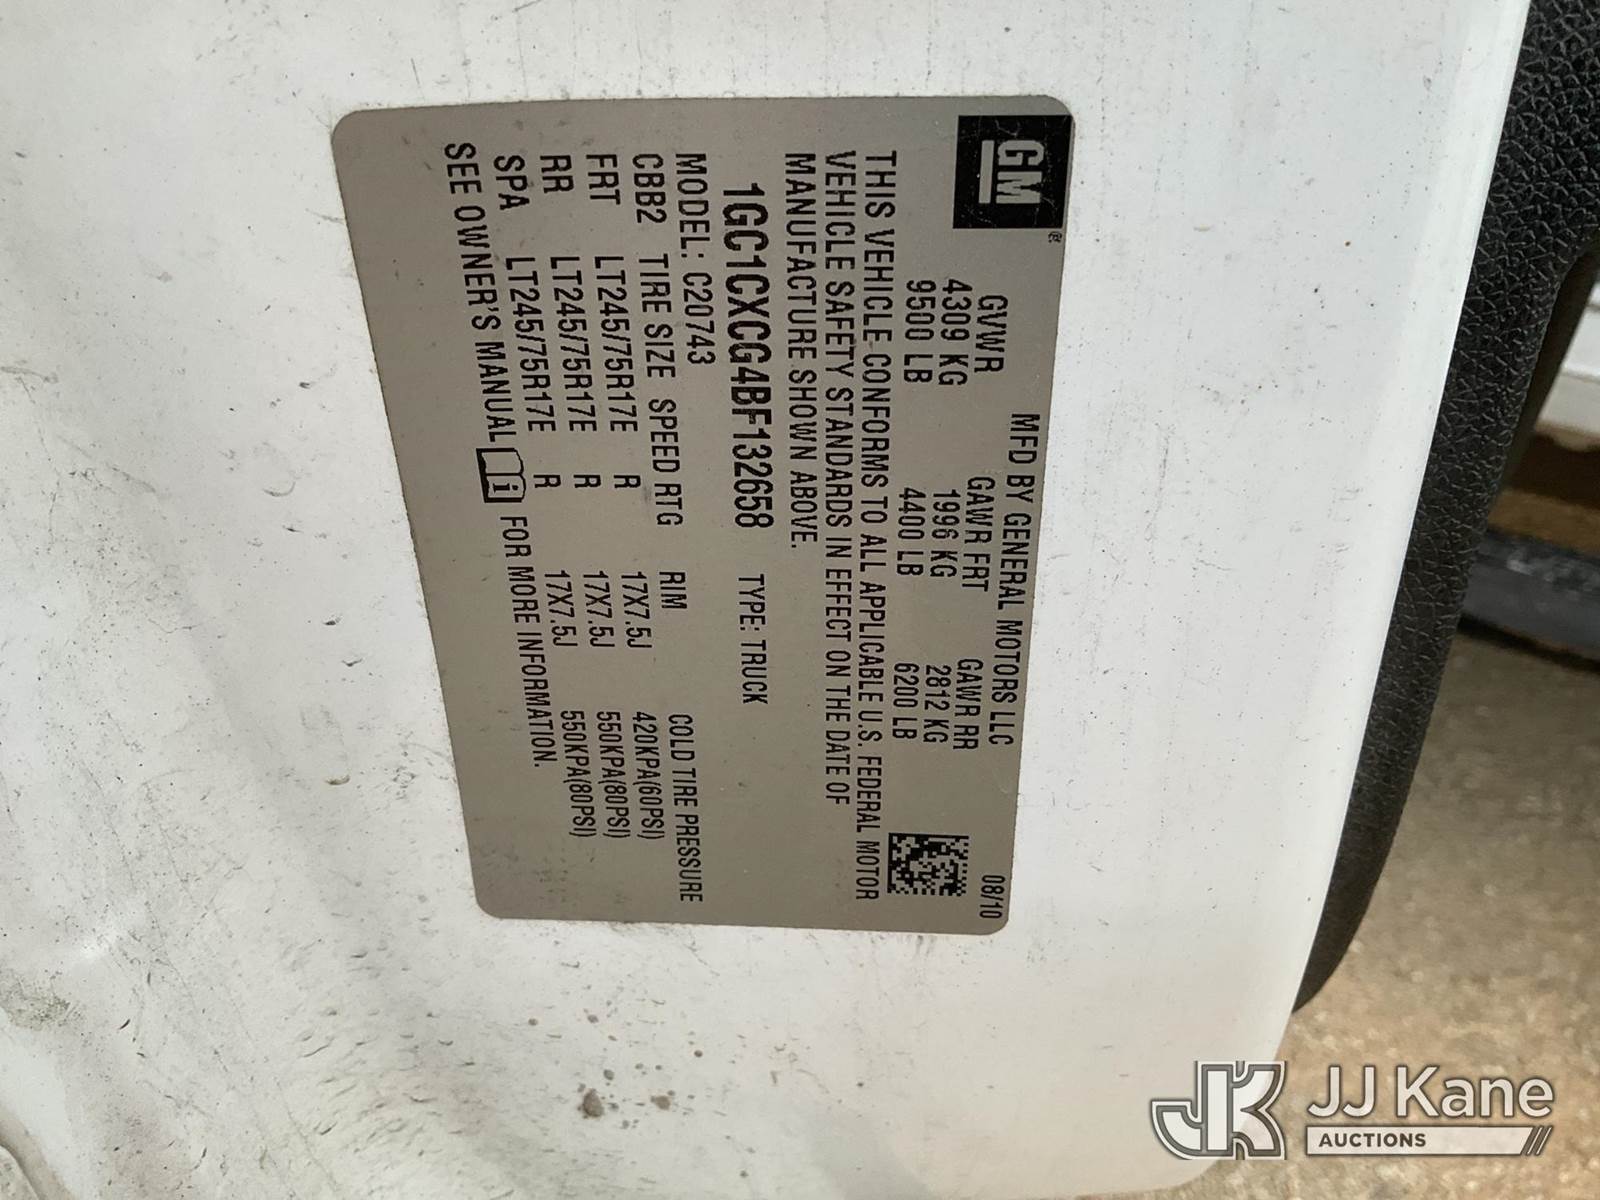 GM
®
MFD BY GENERAL MOTORS LLC 08/10
GVWR GAWR FRT GAWR RR
4309 KG 1996 KG 2812 KG
9500 LB 4400 LB 6200 LB
THIS VEHICLE CONFORMS TO ALL APPLICABLE U.S. FEDERAL MOTOR
VEHICLE SAFETY STANDARDS IN EFFECT ON THE DATE OF
MANUFACTURE SHOWN ABOVE.
1GC1CXCG4BF132658 TYPE: TRUCK
MODEL: C20743
CBB2 TIRE SIZE SPEED RTG RIM COLD TIRE PRESSURE
FRT LT245/75R17E R 17X7.5J 420KPA(60PSI)
RR LT245/75R17E R 17X7.5J 550KPA(80PSI)
SPA LT245/75R17E R 17X7.5J 550KPA(80PSI)
SEE OWNER'S MANUAL i FOR MORE INFORMATION.
JK JJ Kane
AUCTIONS